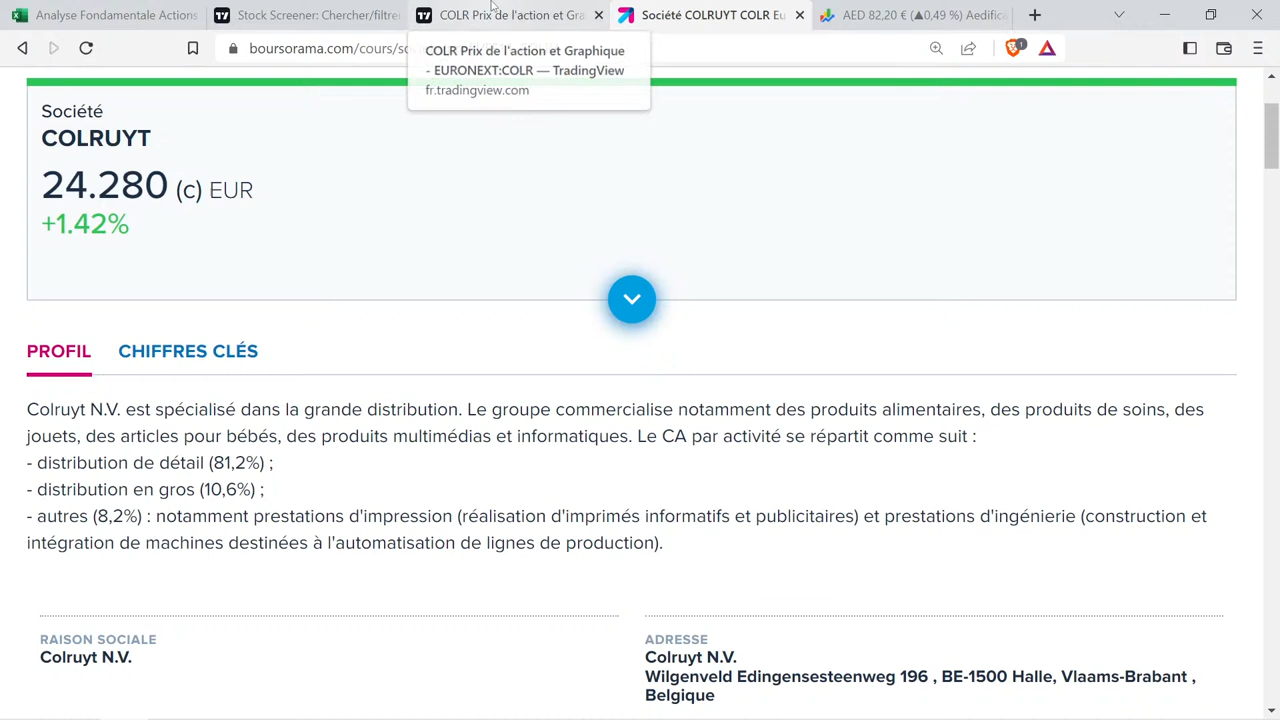 Analyse Fondamentale Actions
Stock Screener: Chercher/filtre
COLR Prix de l'action et Gra
Société COLRUYT COLR Eu
AED 82,20 € (▲0,49 %) Aedific
boursorama.com/cours/so
1
COLR Prix de l'action et Graphique
- EURONEXT:COLR — TradingView
fr.tradingview.com
Société
COLRUYT
24.280 (c) EUR
+1.42%
PROFIL CHIFFRES CLÉS
Colruyt N.V. est spécialisé dans la grande distribution. Le groupe commercialise notamment des produits alimentaires, des produits de soins, des
jouets, des articles pour bébés, des produits multimédias et informatiques. Le CA par activité se répartit comme suit :
- distribution de détail (81,2%) ;
- distribution en gros (10,6%) ;
- autres (8,2%) : notamment prestations d'impression (réalisation d'imprimés informatifs et publicitaires) et prestations d'ingénierie (construction et
intégration de machines destinées à l'automatisation de lignes de production).
RAISON SOCIALE
Colruyt N.V.
ADRESSE
Colruyt N.V.
Wilgenveld Edingensesteenweg 196 , BE-1500 Halle, Vlaams-Brabant ,
Belgique